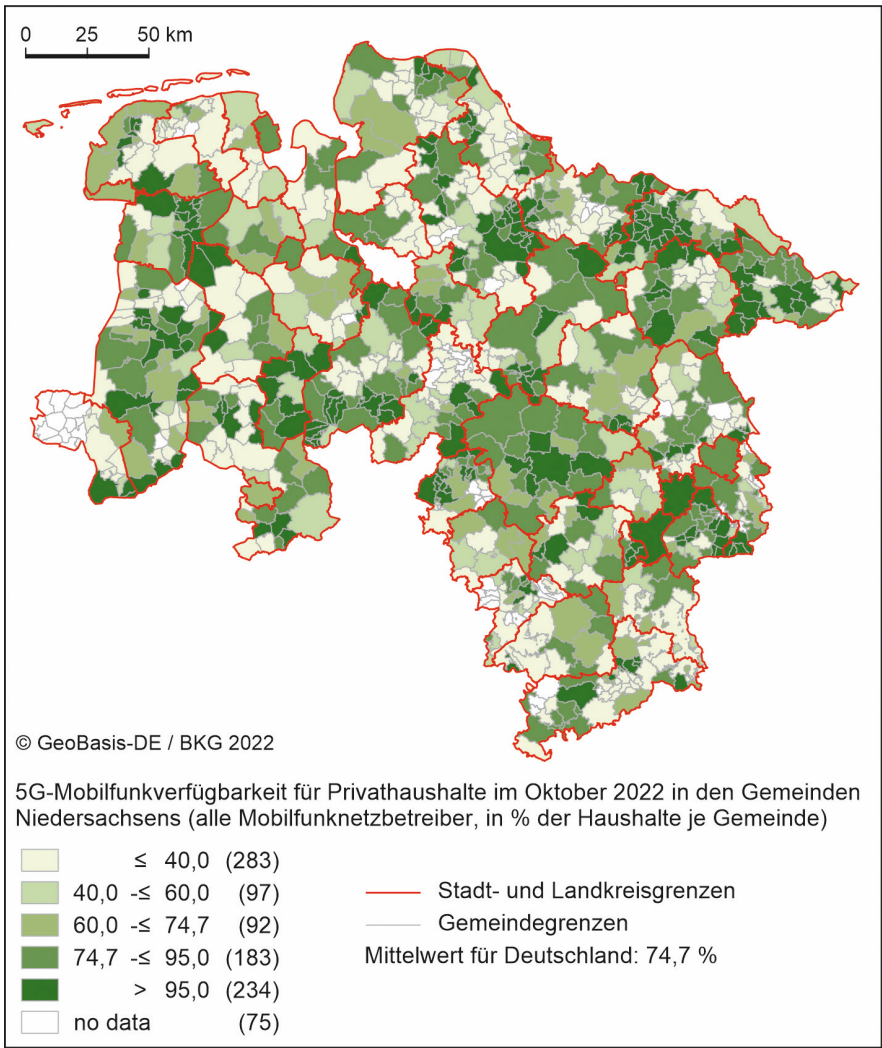 0 25 50 km
© GeoBasis-DE / BKG 2022
5G-Mobilfunkverfügbarkeit für Privathaushalte im Oktober 2022 in den Gemeinden
Niedersachsens (alle Mobilfunknetzbetreiber, in % der Haushalte je Gemeinde)
≤ 40,0 (283)
40,0 -≤ 60,0 (97)
60,0 -≤ 74,7 (92)
74,7 -≤ 95,0 (183)
> 95,0 (234)
no data (75)
Stadt- und Landkreisgrenzen
Gemeindegrenzen
Mittelwert für Deutschland: 74,7 %